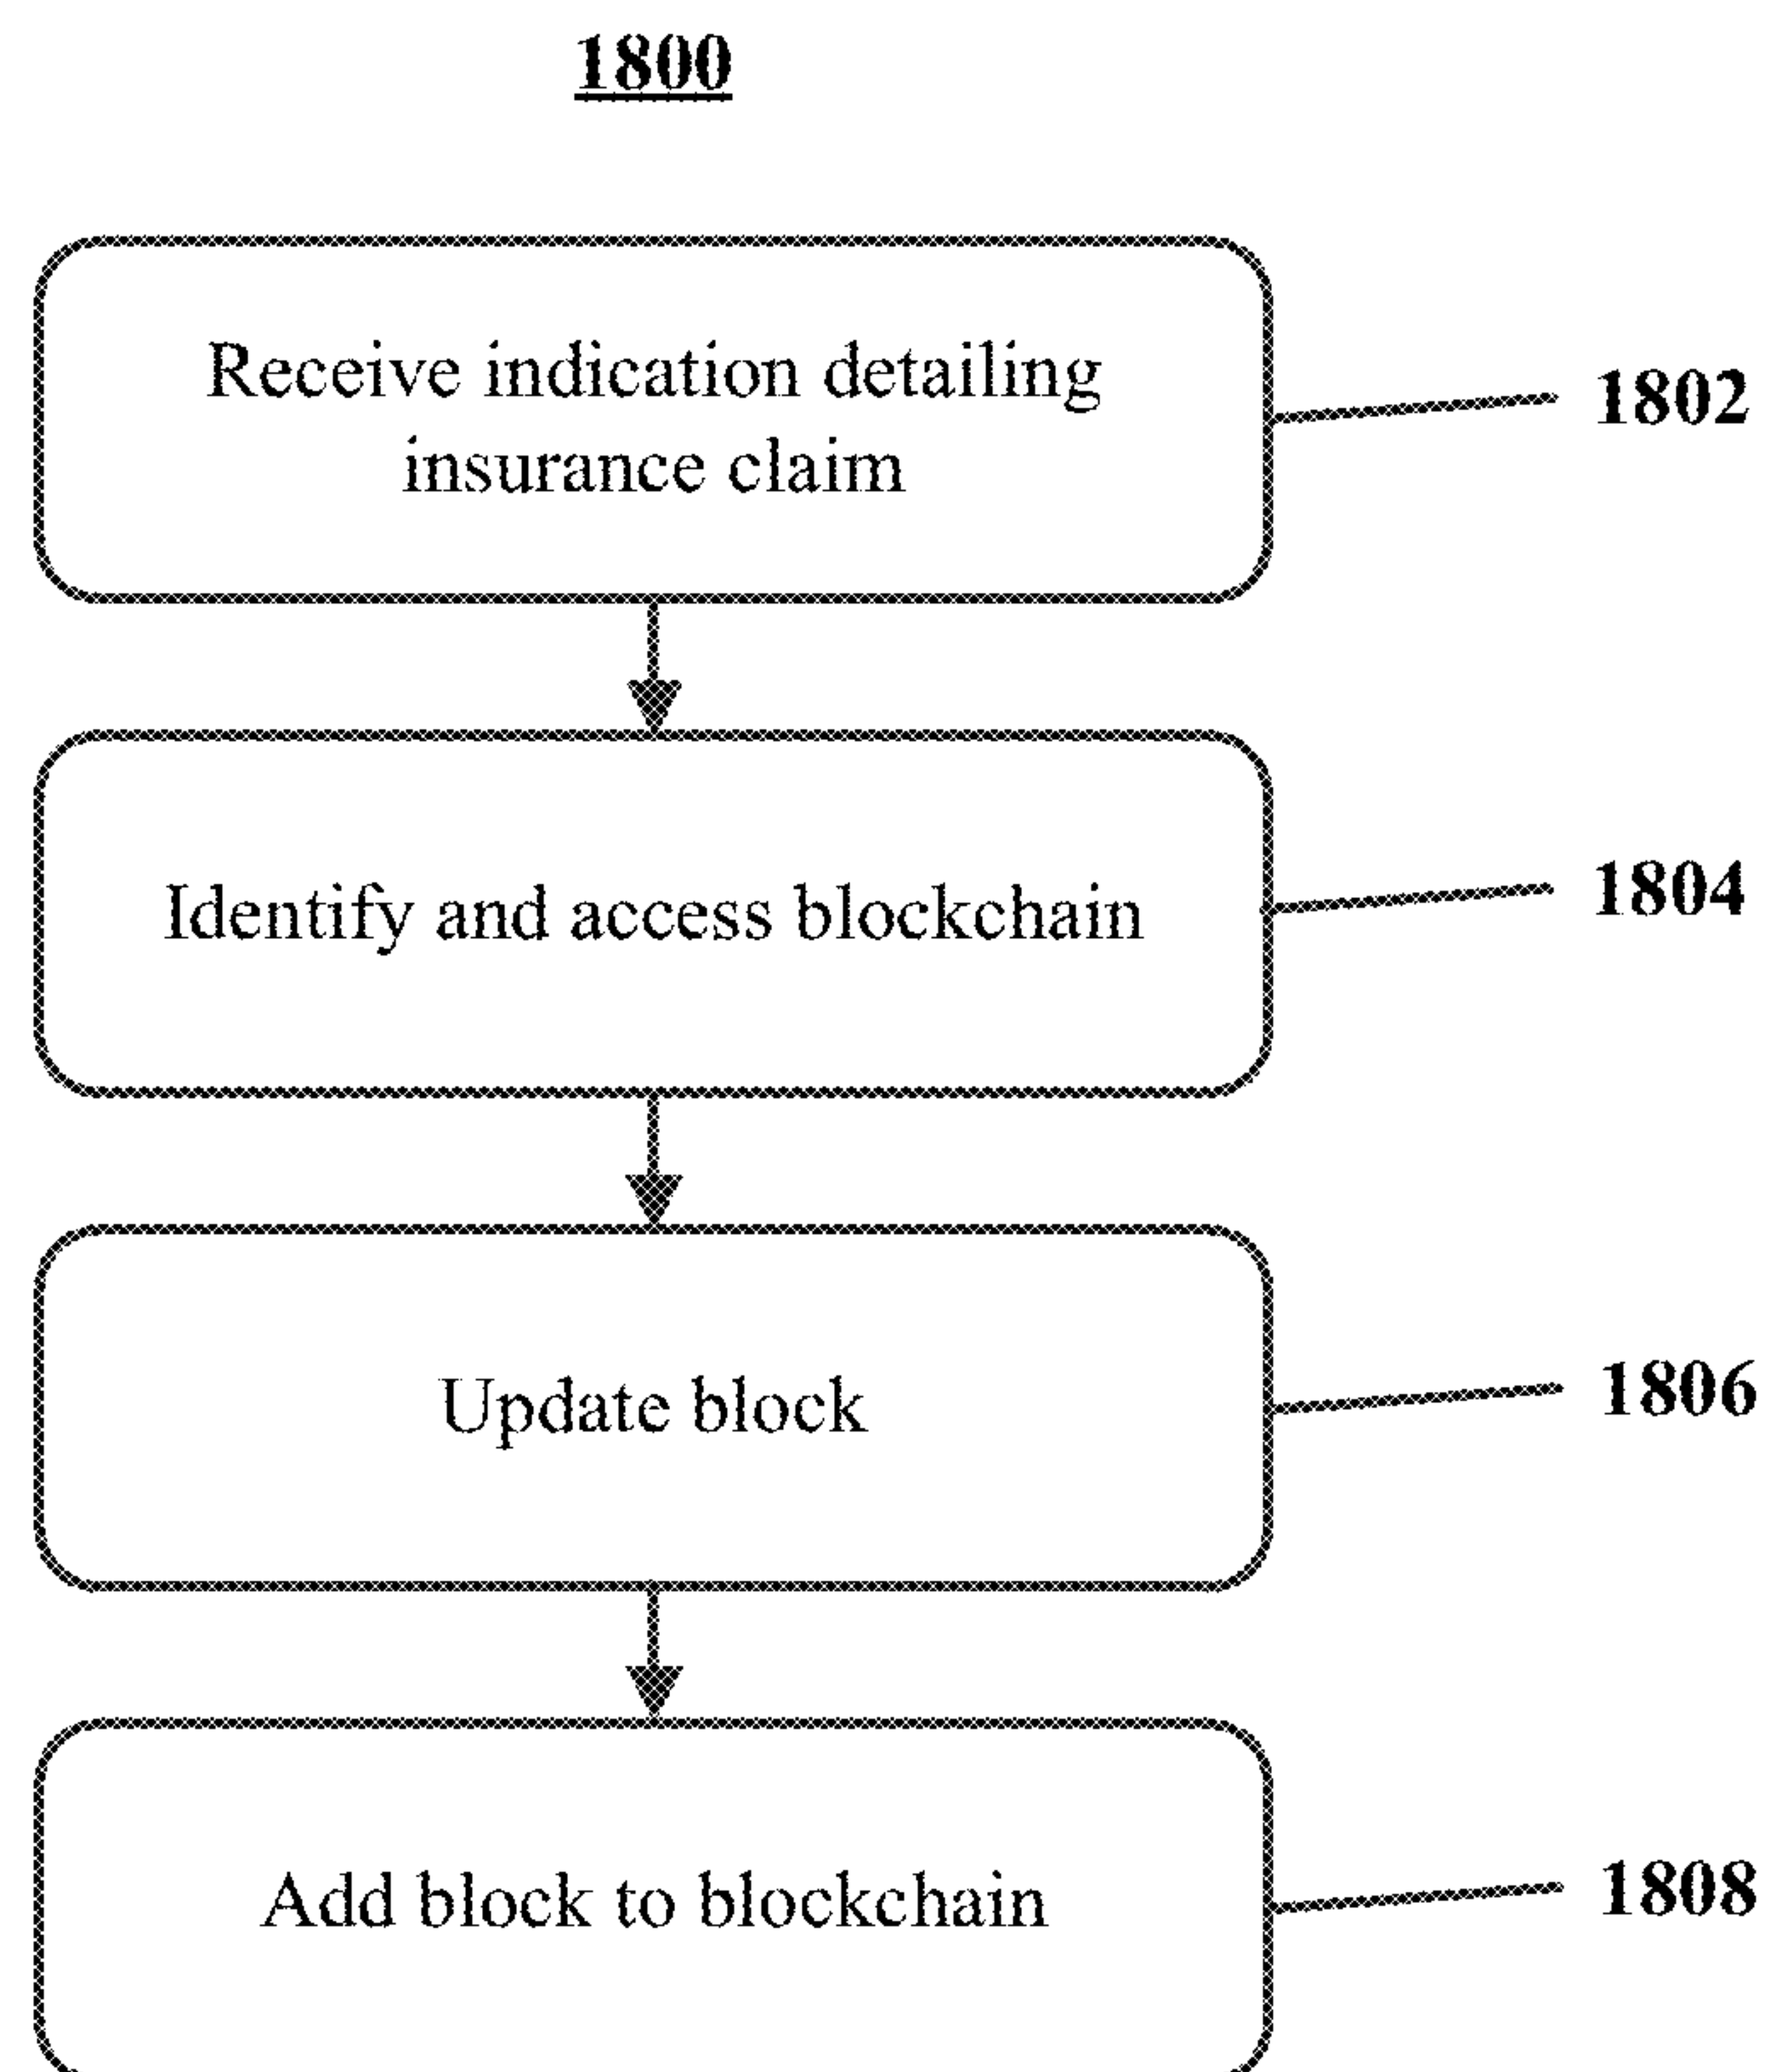 1800
Receive indication detailing
insurance claim
1802
Identify and access blockchain
1804
Update block
1806
Add block to blockchain
1808